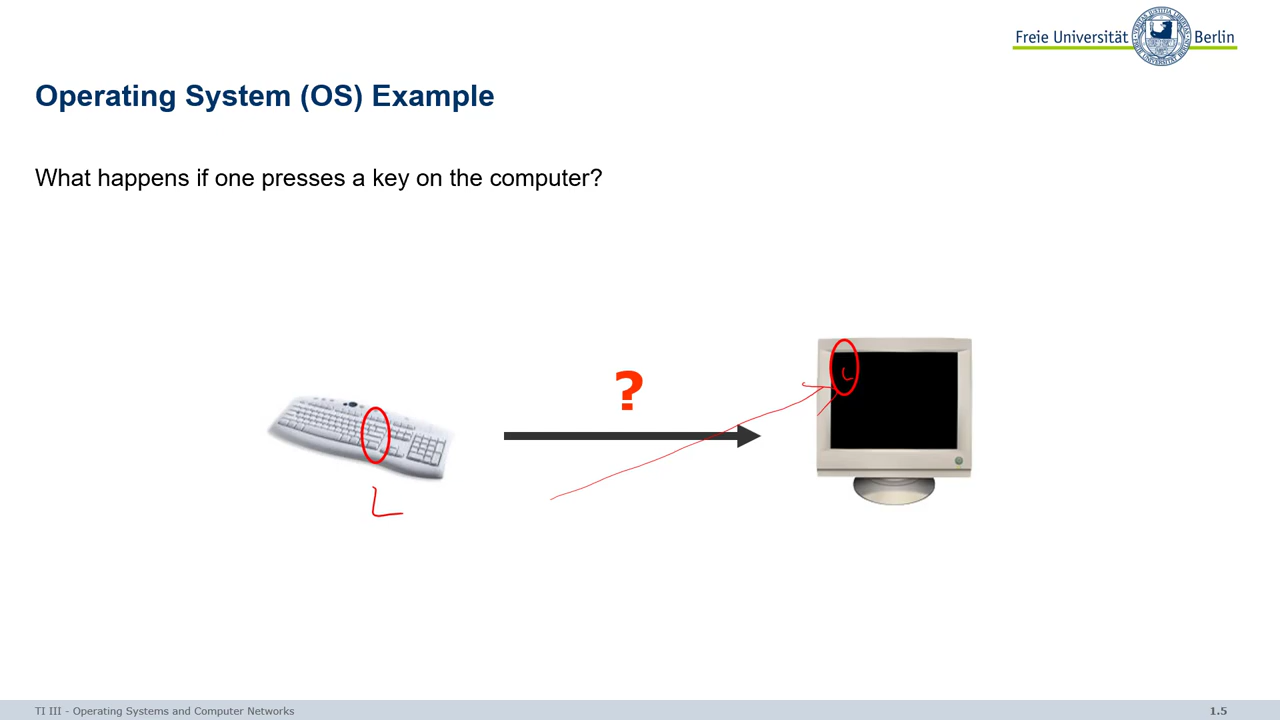 Freie Universität Berlin
Operating System (OS) Example
What happens if one presses a key on the computer?
?
L
L
TI III - Operating Systems and Computer Networks
1.5